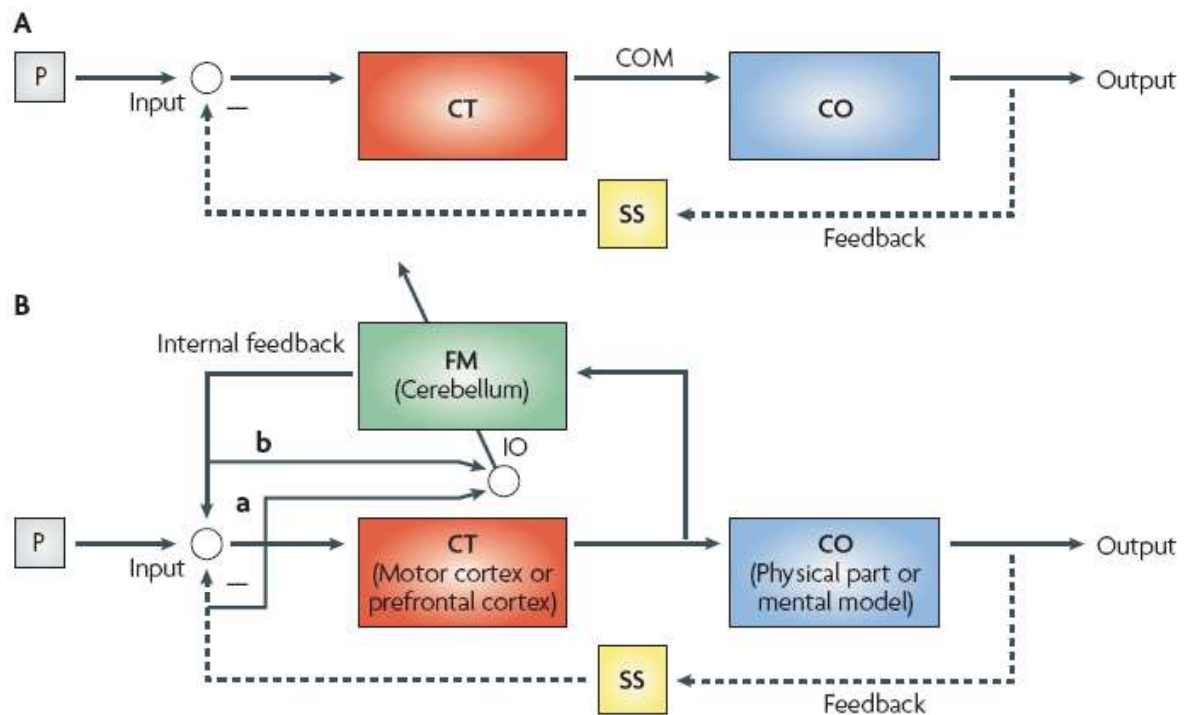 A
P
Input
—
CT
COM
CO
Output
SS
Feedback
B
Internal feedback
FM
(Cerebellum)
IO
b
a
P
Input
—
CT
(Motor cortex or
prefrontal cortex)
CO
(Physical part or
mental model)
Output
SS
Feedback